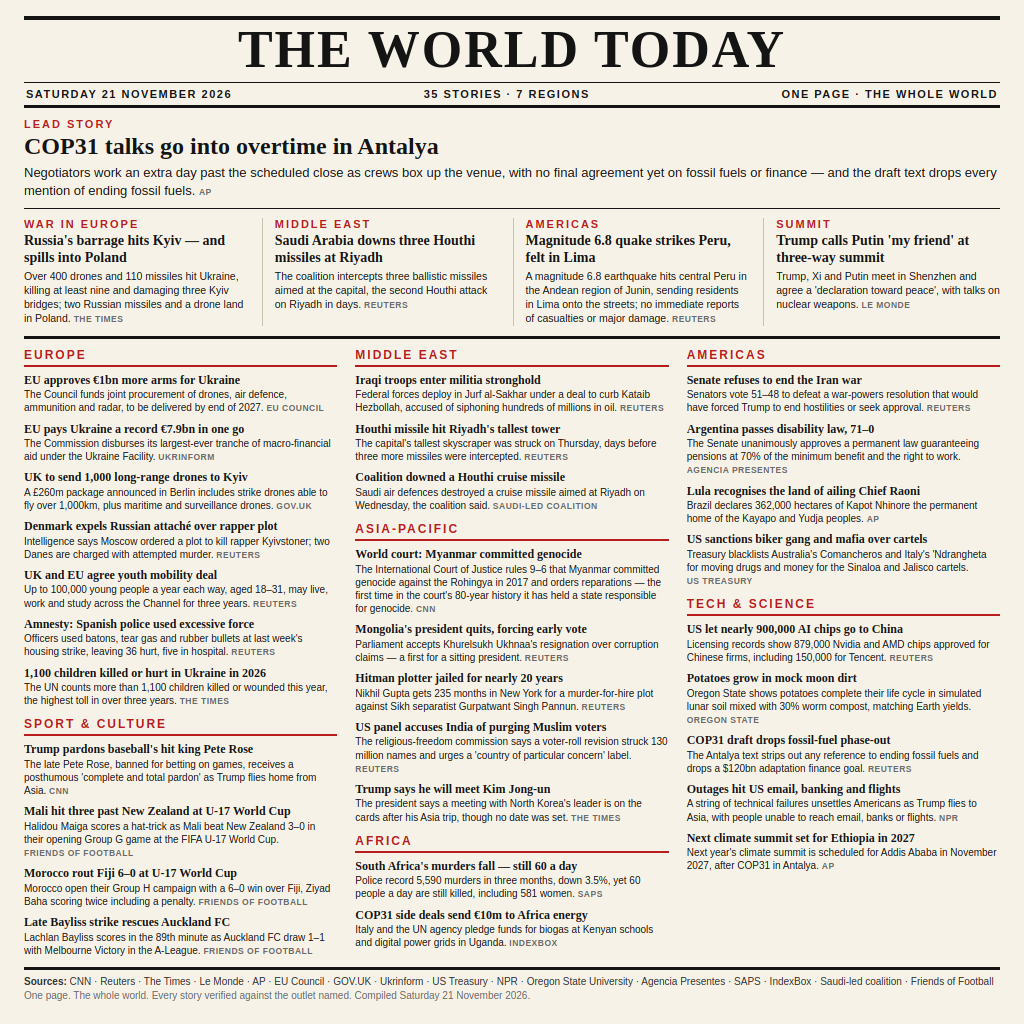 THE WORLD TODAY
SATURDAY 21 NOVEMBER 2026
35 STORIES · 7 REGIONS
ONE PAGE · THE WHOLE WORLD
LEAD STORY
COP31 talks go into overtime in Antalya
Negotiators work an extra day past the scheduled close as crews box up the venue, with no final agreement yet on fossil fuels or finance — and the draft text drops every
mention of ending fossil fuels. AP
WAR IN EUROPE
Russia's barrage hits Kyiv — and
spills into Poland
Over 400 drones and 110 missiles hit Ukraine,
killing at least nine and damaging three Kyiv
bridges; two Russian missiles and a drone land
in Poland. THE TIMES
MIDDLE EAST
Saudi Arabia downs three Houthi
missiles at Riyadh
The coalition intercepts three ballistic missiles
aimed at the capital, the second Houthi attack
on Riyadh in days. REUTERS
AMERICAS
Magnitude 6.8 quake strikes Peru,
felt in Lima
A magnitude 6.8 earthquake hits central Peru in
the Andean region of Junin, sending residents
in Lima onto the streets; no immediate reports
of casualties or major damage. REUTERS
SUMMIT
Trump calls Putin 'my friend' at
three-way summit
Trump, Xi and Putin meet in Shenzhen and
agree a 'declaration toward peace', with talks on
nuclear weapons. LE MONDE
EUROPE
EU approves €1bn more arms for Ukraine
The Council funds joint procurement of drones, air defence,
ammunition and radar, to be delivered by end of 2027. EU COUNCIL
EU pays Ukraine a record €7.9bn in one go
The Commission disburses its largest-ever tranche of macro-financial
aid under the Ukraine Facility. UKRINFORM
UK to send 1,000 long-range drones to Kyiv
A £260m package announced in Berlin includes strike drones able to
fly over 1,000km, plus maritime and surveillance drones. GOV.UK
Denmark expels Russian attaché over rapper plot
Intelligence says Moscow ordered a plot to kill rapper Kyivstoner; two
Danes are charged with attempted murder. REUTERS
UK and EU agree youth mobility deal
Up to 100,000 young people a year each way, aged 18–31, may live,
work and study across the Channel for three years. REUTERS
Amnesty: Spanish police used excessive force
Officers used batons, tear gas and rubber bullets at last week's
housing strike, leaving 36 hurt, five in hospital. REUTERS
1,100 children killed or hurt in Ukraine in 2026
The UN counts more than 1,100 children killed or wounded this year,
the highest toll in over three years. THE TIMES
SPORT & CULTURE
Trump pardons baseball's hit king Pete Rose
The late Pete Rose, banned for betting on games, receives a
posthumous 'complete and total pardon' as Trump flies home from
Asia. CNN
Mali hit three past New Zealand at U-17 World Cup
Halidou Maiga scores a hat-trick as Mali beat New Zealand 3–0 in
their opening Group G game at the FIFA U-17 World Cup.
FRIENDS OF FOOTBALL
Morocco rout Fiji 6–0 at U-17 World Cup
Morocco open their Group H campaign with a 6–0 win over Fiji, Ziyad
Baha scoring twice including a penalty. FRIENDS OF FOOTBALL
Late Bayliss strike rescues Auckland FC
Lachlan Bayliss scores in the 89th minute as Auckland FC draw 1–1
with Melbourne Victory in the A-League. FRIENDS OF FOOTBALL
MIDDLE EAST
Iraqi troops enter militia stronghold
Federal forces deploy in Jurf al-Sakhar under a deal to curb Kataib
Hezbollah, accused of siphoning hundreds of millions in oil. REUTERS
Houthi missile hit Riyadh's tallest tower
The capital's tallest skyscraper was struck on Thursday, days before
three more missiles were intercepted. REUTERS
Coalition downed a Houthi cruise missile
Saudi air defences destroyed a cruise missile aimed at Riyadh on
Wednesday, the coalition said. SAUDI-LED COALITION
ASIA-PACIFIC
World court: Myanmar committed genocide
The International Court of Justice rules 9–6 that Myanmar committed
genocide against the Rohingya in 2017 and orders reparations — the
first time in the court's 80-year history it has held a state responsible
for genocide. CNN
Mongolia's president quits, forcing early vote
Parliament accepts Khurelsukh Ukhnaa's resignation over corruption
claims — a first for a sitting president. REUTERS
Hitman plotter jailed for nearly 20 years
Nikhil Gupta gets 235 months in New York for a murder-for-hire plot
against Sikh separatist Gurpatwant Singh Pannun. REUTERS
US panel accuses India of purging Muslim voters
The religious-freedom commission says a voter-roll revision struck 130
million names and urges a 'country of particular concern' label.
REUTERS
Trump says he will meet Kim Jong-un
The president says a meeting with North Korea's leader is on the
cards after his Asia trip, though no date was set. THE TIMES
AFRICA
South Africa's murders fall — still 60 a day
Police record 5,590 murders in three months, down 3.5%, yet 60
people a day are still killed, including 581 women. SAPS
COP31 side deals send €10m to Africa energy
Italy and the UN agency pledge funds for biogas at Kenyan schools
and digital power grids in Uganda. INDEXBOX
AMERICAS
Senate refuses to end the Iran war
Senators vote 51–48 to defeat a war-powers resolution that would
have forced Trump to end hostilities or seek approval. REUTERS
Argentina passes disability law, 71–0
The Senate unanimously approves a permanent law guaranteeing
pensions at 70% of the minimum benefit and the right to work.
AGENCIA PRESENTES
Lula recognises the land of ailing Chief Raoni
Brazil declares 362,000 hectares of Kapot Nhinore the permanent
home of the Kayapo and Yudja peoples. AP
US sanctions biker gang and mafia over cartels
Treasury blacklists Australia's Comancheros and Italy's 'Ndrangheta
for moving drugs and money for the Sinaloa and Jalisco cartels.
US TREASURY
TECH & SCIENCE
US let nearly 900,000 AI chips go to China
Licensing records show 879,000 Nvidia and AMD chips approved for
Chinese firms, including 150,000 for Tencent. REUTERS
Potatoes grow in mock moon dirt
Oregon State shows potatoes complete their life cycle in simulated
lunar soil mixed with 30% worm compost, matching Earth yields.
OREGON STATE
COP31 draft drops fossil-fuel phase-out
The Antalya text strips out any reference to ending fossil fuels and
drops a $120bn adaptation finance goal. REUTERS
Outages hit US email, banking and flights
A string of technical failures unsettles Americans as Trump flies to
Asia, with people unable to reach email, banks or flights. NPR
Next climate summit set for Ethiopia in 2027
Next year's climate summit is scheduled for Addis Ababa in November
2027, after COP31 in Antalya. AP
Sources: CNN · Reuters · The Times · Le Monde · AP · EU Council · GOV.UK · Ukrinform · US Treasury · NPR · Oregon State University · Agencia Presentes · SAPS · IndexBox · Saudi-led coalition · Friends of Football
One page. The whole world. Every story verified against the outlet named. Compiled Saturday 21 November 2026.